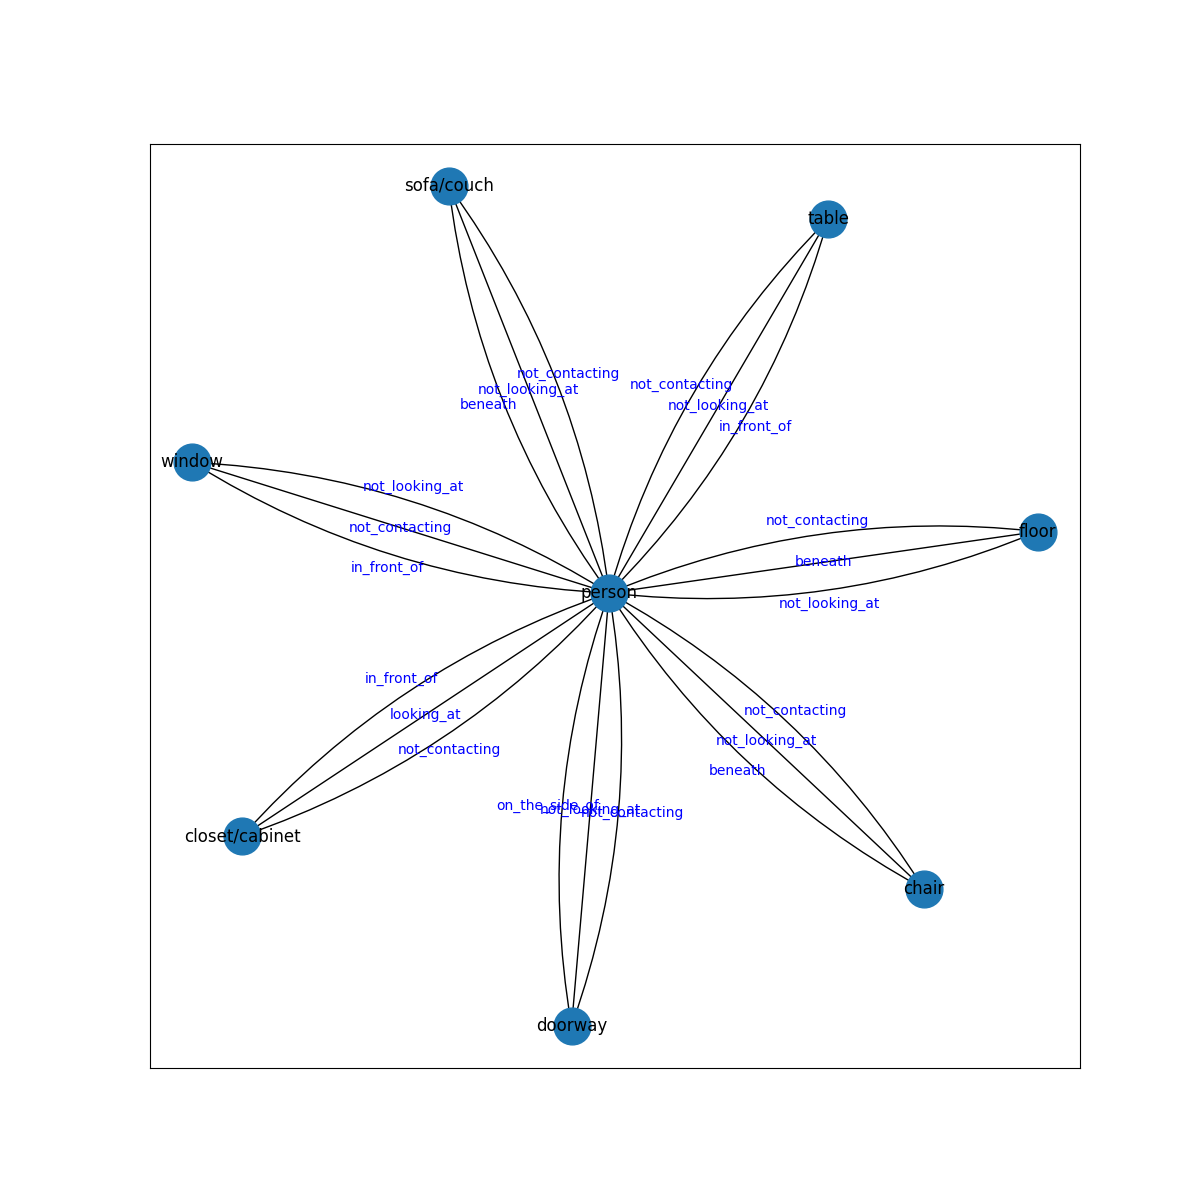 sofa/couch
table
not_contacting
not_looking_at
beneath
not_contacting
not_looking_at
in_front_of
window
not_looking_at
not_contacting
in_front_of
not_contacting
beneath
not_looking_at
floor
person
in_front_of
looking_at
not_contacting
not_contacting
not_looking_at
beneath
on_the_side_of
not_looking_at
not_contacting
closet/cabinet
chair
doorway